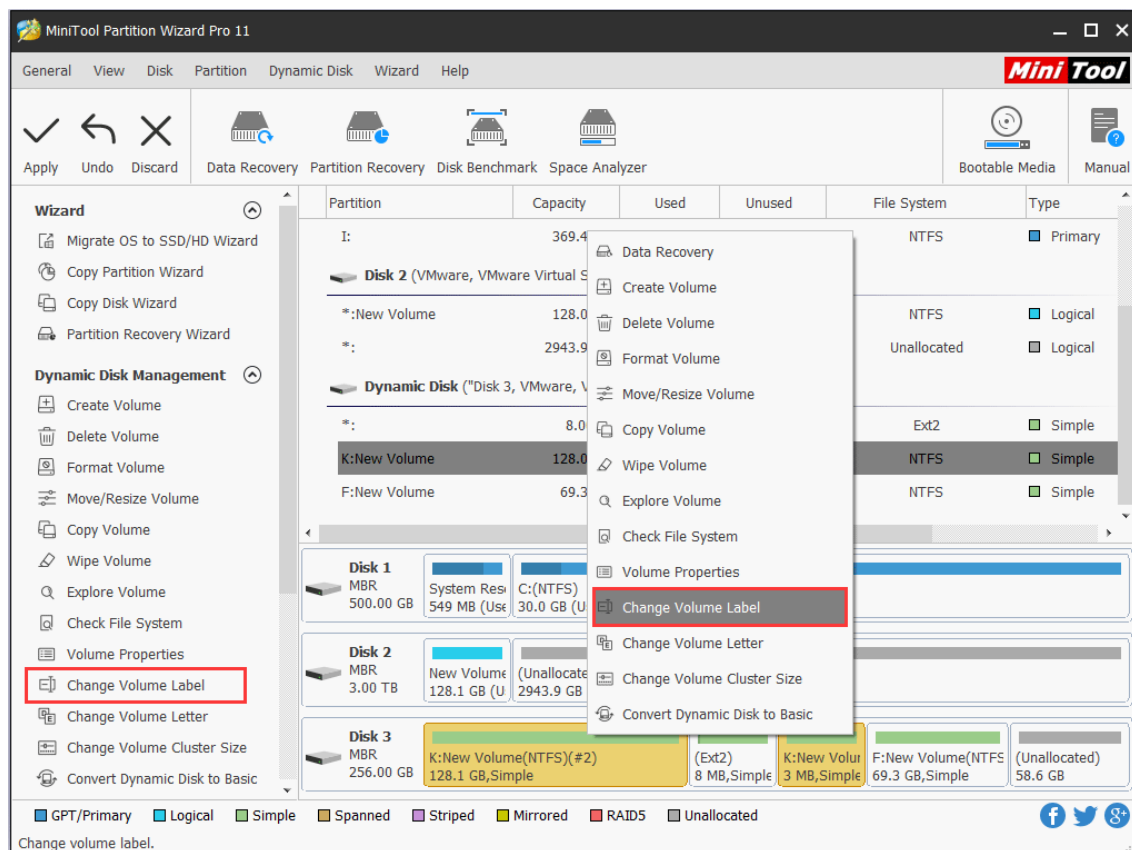 MiniTool Partition Wizard Pro 11
General View Disk Partition Dynamic Disk Wizard Help
Mini Tool
Apply Undo Discard Data Recovery Partition Recovery Disk Benchmark Space Analyzer Bootable Media Manual
Wizard
Migrate OS to SSD/HD Wizard
Copy Partition Wizard
Copy Disk Wizard
Partition Recovery Wizard
Dynamic Disk Management
Create Volume
Delete Volume
Format Volume
Move/Resize Volume
Copy Volume
Wipe Volume
Explore Volume
Check File System
Volume Properties
Change Volume Label
Change Volume Letter
Change Volume Cluster Size
Convert Dynamic Disk to Basic
Partition Capacity Used Unused File System Type
I: 369.4 NTFS Primary
Disk 2 (VMware, VMware Virtual S
*:New Volume 128.0 NTFS Logical
*: 2943.9 Unallocated Logical
Dynamic Disk ("Disk 3, VMware, V
*: 8.0 Ext2 Simple
K:New Volume 128.0 NTFS Simple
F:New Volume 69.3 NTFS Simple
Data Recovery
Create Volume
Delete Volume
Format Volume
Move/Resize Volume
Copy Volume
Wipe Volume
Explore Volume
Check File System
Volume Properties
Change Volume Label
Change Volume Letter
Change Volume Cluster Size
Convert Dynamic Disk to Basic
Disk 1
MBR
500.00 GB
System Res
549 MB (Use
C:(NTFS)
30.0 GB (U
Disk 2
MBR
3.00 TB
New Volume
128.1 GB (U
(Unallocate
2943.9 GB
Disk 3
MBR
256.00 GB
K:New Volume(NTFS)(#2)
128.1 GB,Simple
(Ext2)
8 MB,Simple
K:New Volur
3 MB,Simple
F:New Volume(NTFS
69.3 GB,Simple
(Unallocated)
58.6 GB
GPT/Primary Logical Simple Spanned Striped Mirrored RAID5 Unallocated
Change volume label.